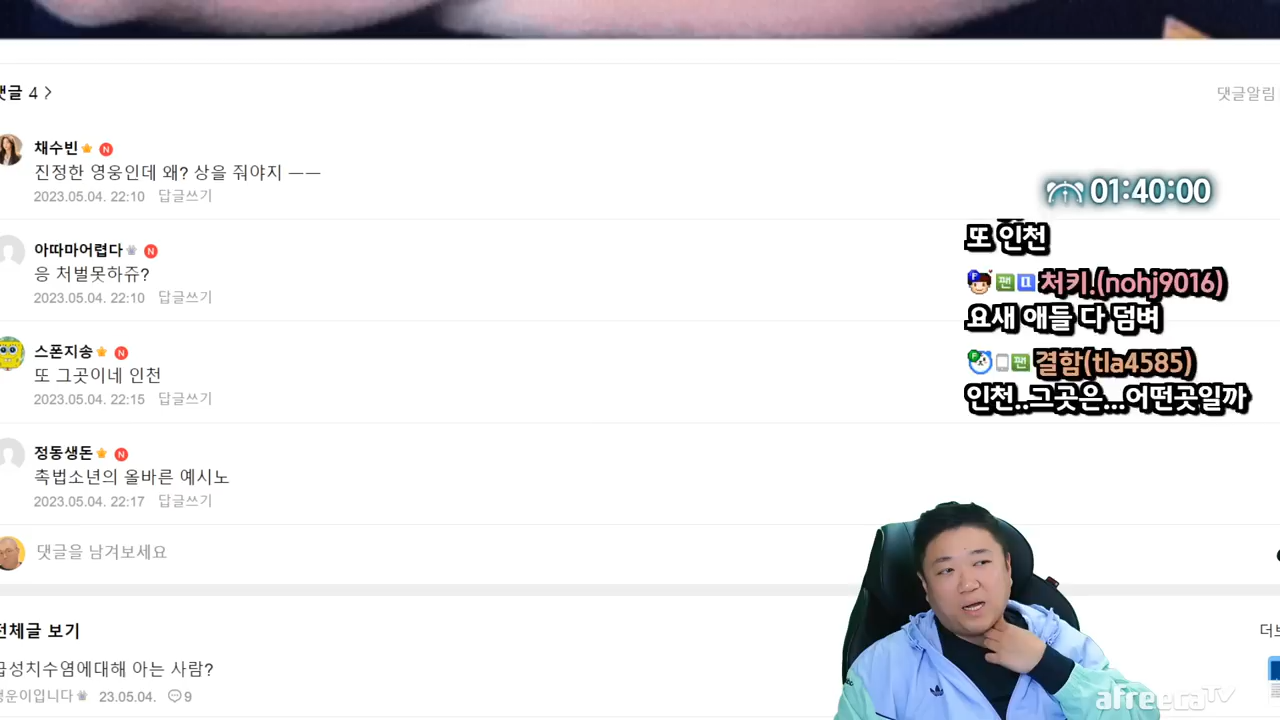 댓글 4 >
댓글알림
채수빈
진정한 영웅인데 왜? 상을 줘야지 ㅡㅡ
2023.05.04. 22:10 답글쓰기
아따마어렵다
응 처벌못하쥬?
2023.05.04. 22:10 답글쓰기
스폰지송
또 그곳이네 인천
2023.05.04. 22:15 답글쓰기
정동생돈
촉법소년의 올바른 예시노
2023.05.04. 22:17 답글쓰기
댓글을 남겨보세요
전체글 보기
급성치수염에대해 아는 사람?
23.05.04. 9
01:40:00
또 인천
팬 처키.(nohj9016)
요새 애들 다 덤벼
팬 결함(tla4585)
인천..그곳은...어떤곳일까
afreecaTV